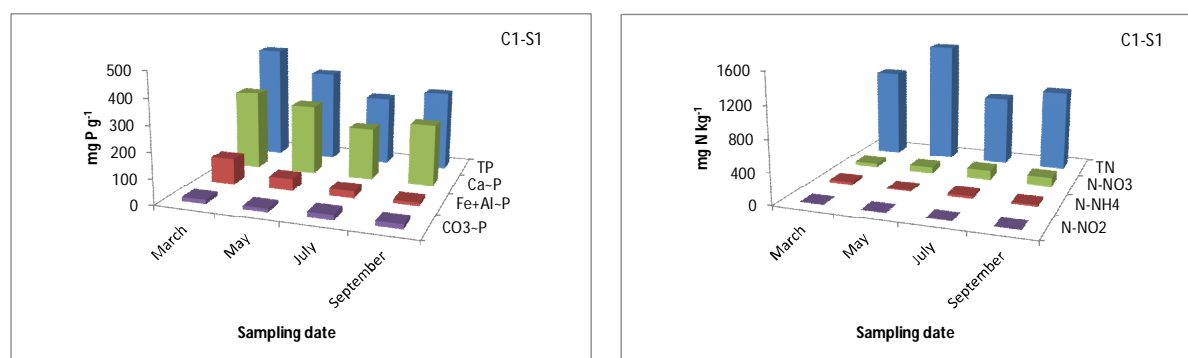 C1-S1
500
400
300
200
100
0
mg P g-1
TP
Ca~P
Fe+Al~P
CO3~P
March
May
July
September
Sampling date
C1-S1
1600
1200
800
400
0
mg N kg-1
TN
N-NO3
N-NH4
N-NO2
March
May
July
September
Sampling date